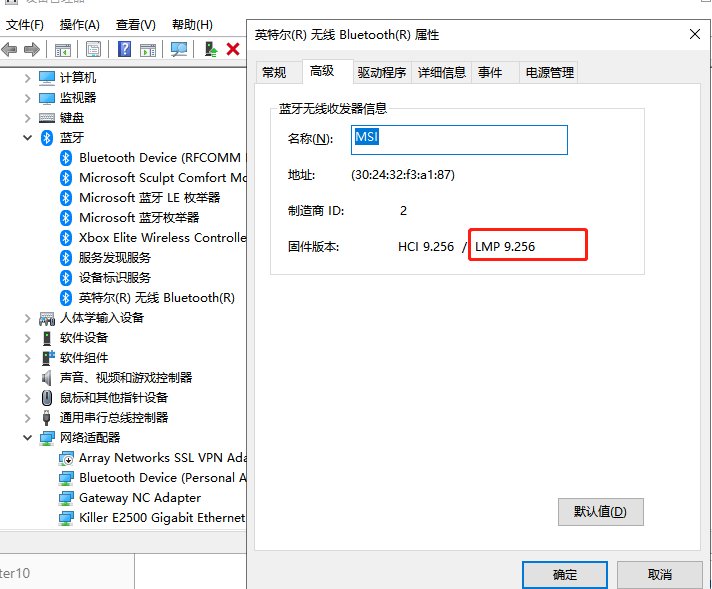 文件(F) 操作(A) 查看(V) 帮助(H)
计算机
监视器
键盘
蓝牙
Bluetooth Device (RFCOMM
Microsoft Sculpt Comfort Mo
Microsoft 蓝牙 LE 枚举器
Microsoft 蓝牙枚举器
Xbox Elite Wireless Controlle
服务发现服务
设备标识服务
英特尔(R) 无线 Bluetooth(R)
人体学输入设备
软件设备
软件组件
声音、视频和游戏控制器
鼠标和其他指针设备
通用串行总线控制器
网络适配器
Array Networks SSL VPN Ada
Bluetooth Device (Personal A
Gateway NC Adapter
Killer E2500 Gigabit Ethernet
ter10
英特尔(R) 无线 Bluetooth(R) 属性
常规 高级 驱动程序 详细信息 事件 电源管理
蓝牙无线收发器信息
名称(N): MSI
地址: (30:24:32:f3:a1:87)
制造商 ID: 2
固件版本: HCI 9.256 / LMP 9.256
默认值(D)
确定 取消